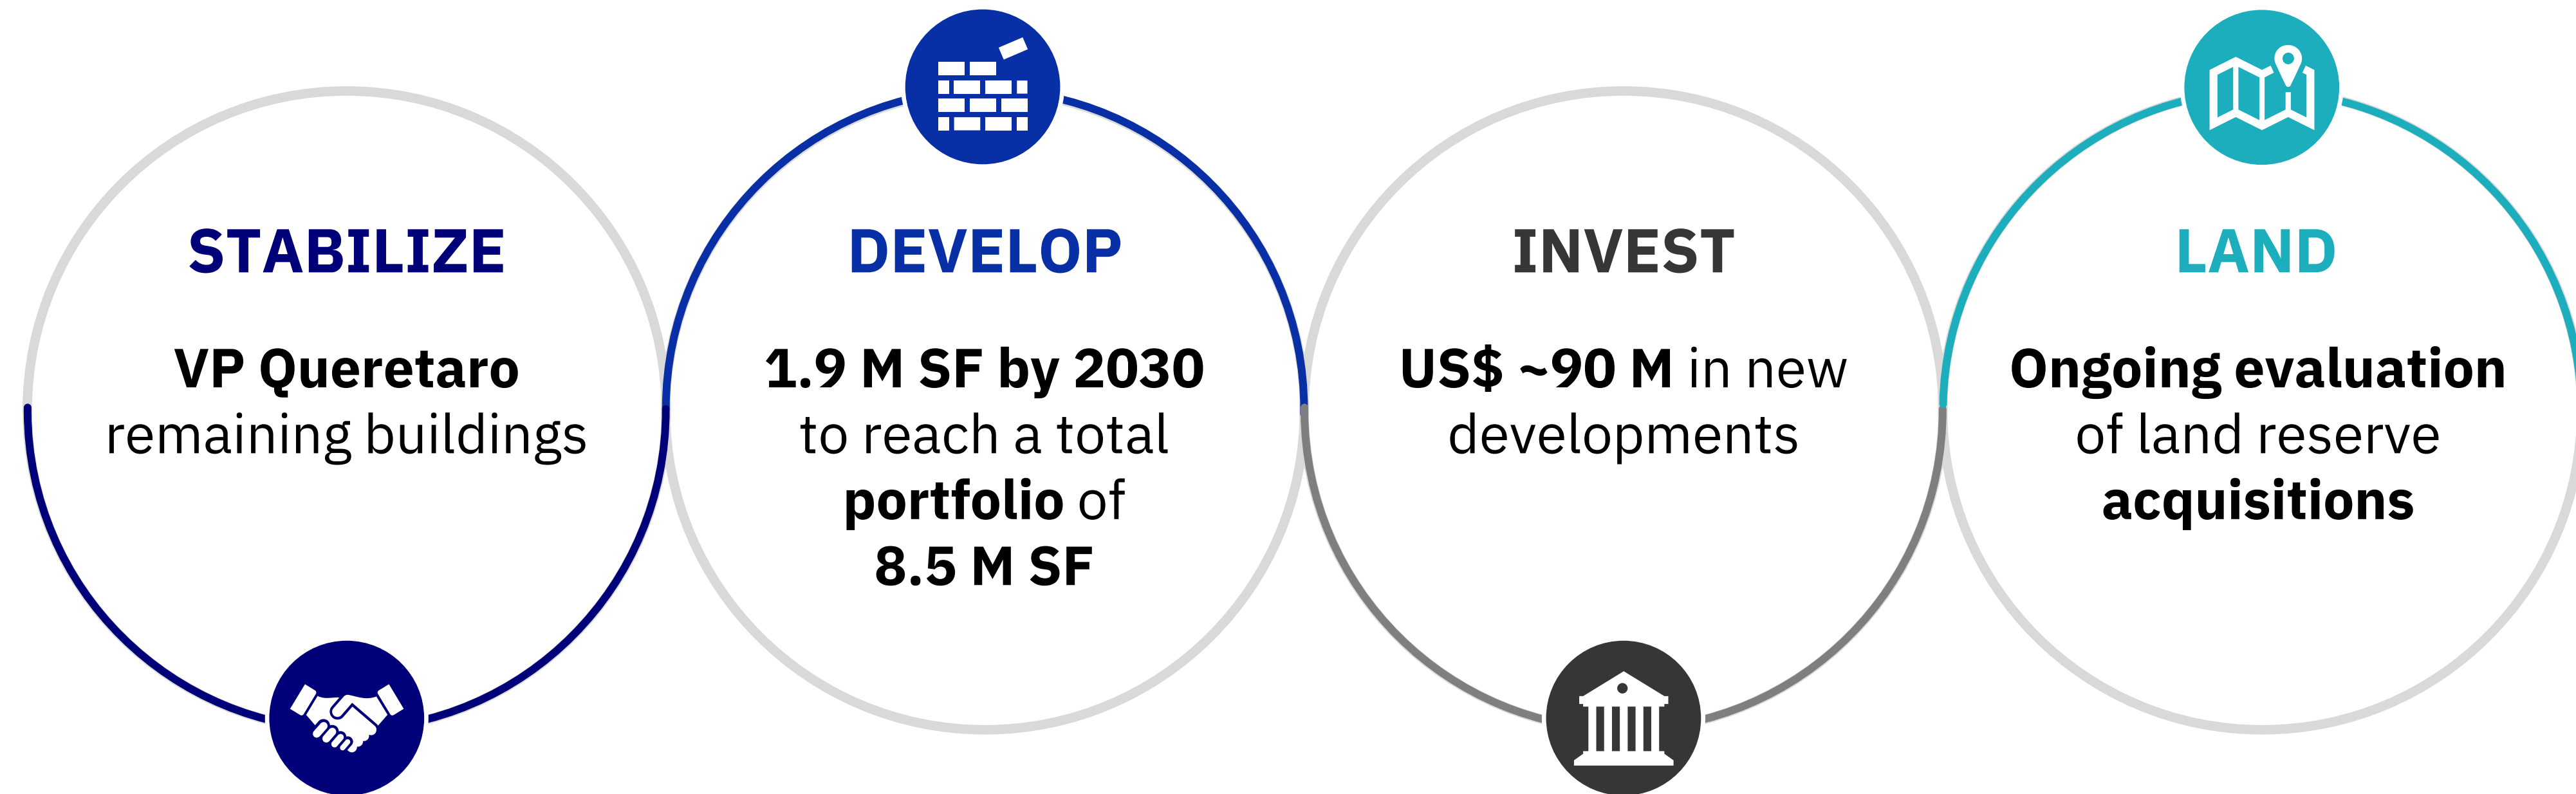 STABILIZE
VP Queretaro
remaining buildings
DEVELOP
1.9 M SF by 2030
to reach a total
portfolio of
8.5 M SF
INVEST
US$ ~90 M in new
developments
LAND
Ongoing evaluation
of land reserve
acquisitions